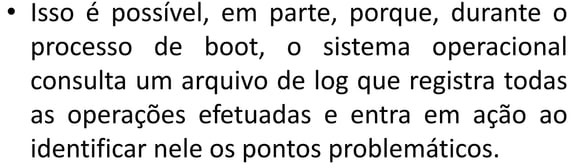 • Isso é possível, em parte, porque, durante o
processo de boot, o sistema operacional
consulta um arquivo de log que registra todas
as operações efetuadas e entra em ação ao
identificar nele os pontos problemáticos.